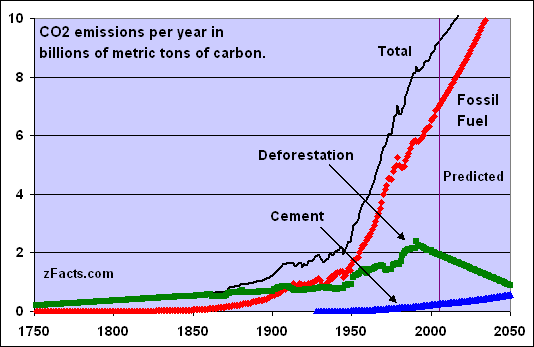 CO2 emissions per year in
billions of metric tons of carbon.
Total
Fossil
Fuel
Deforestation
Predicted
Cement
zFacts.com
10
8
6
4
2
0
1750
1800
1850
1900
1950
2000
2050